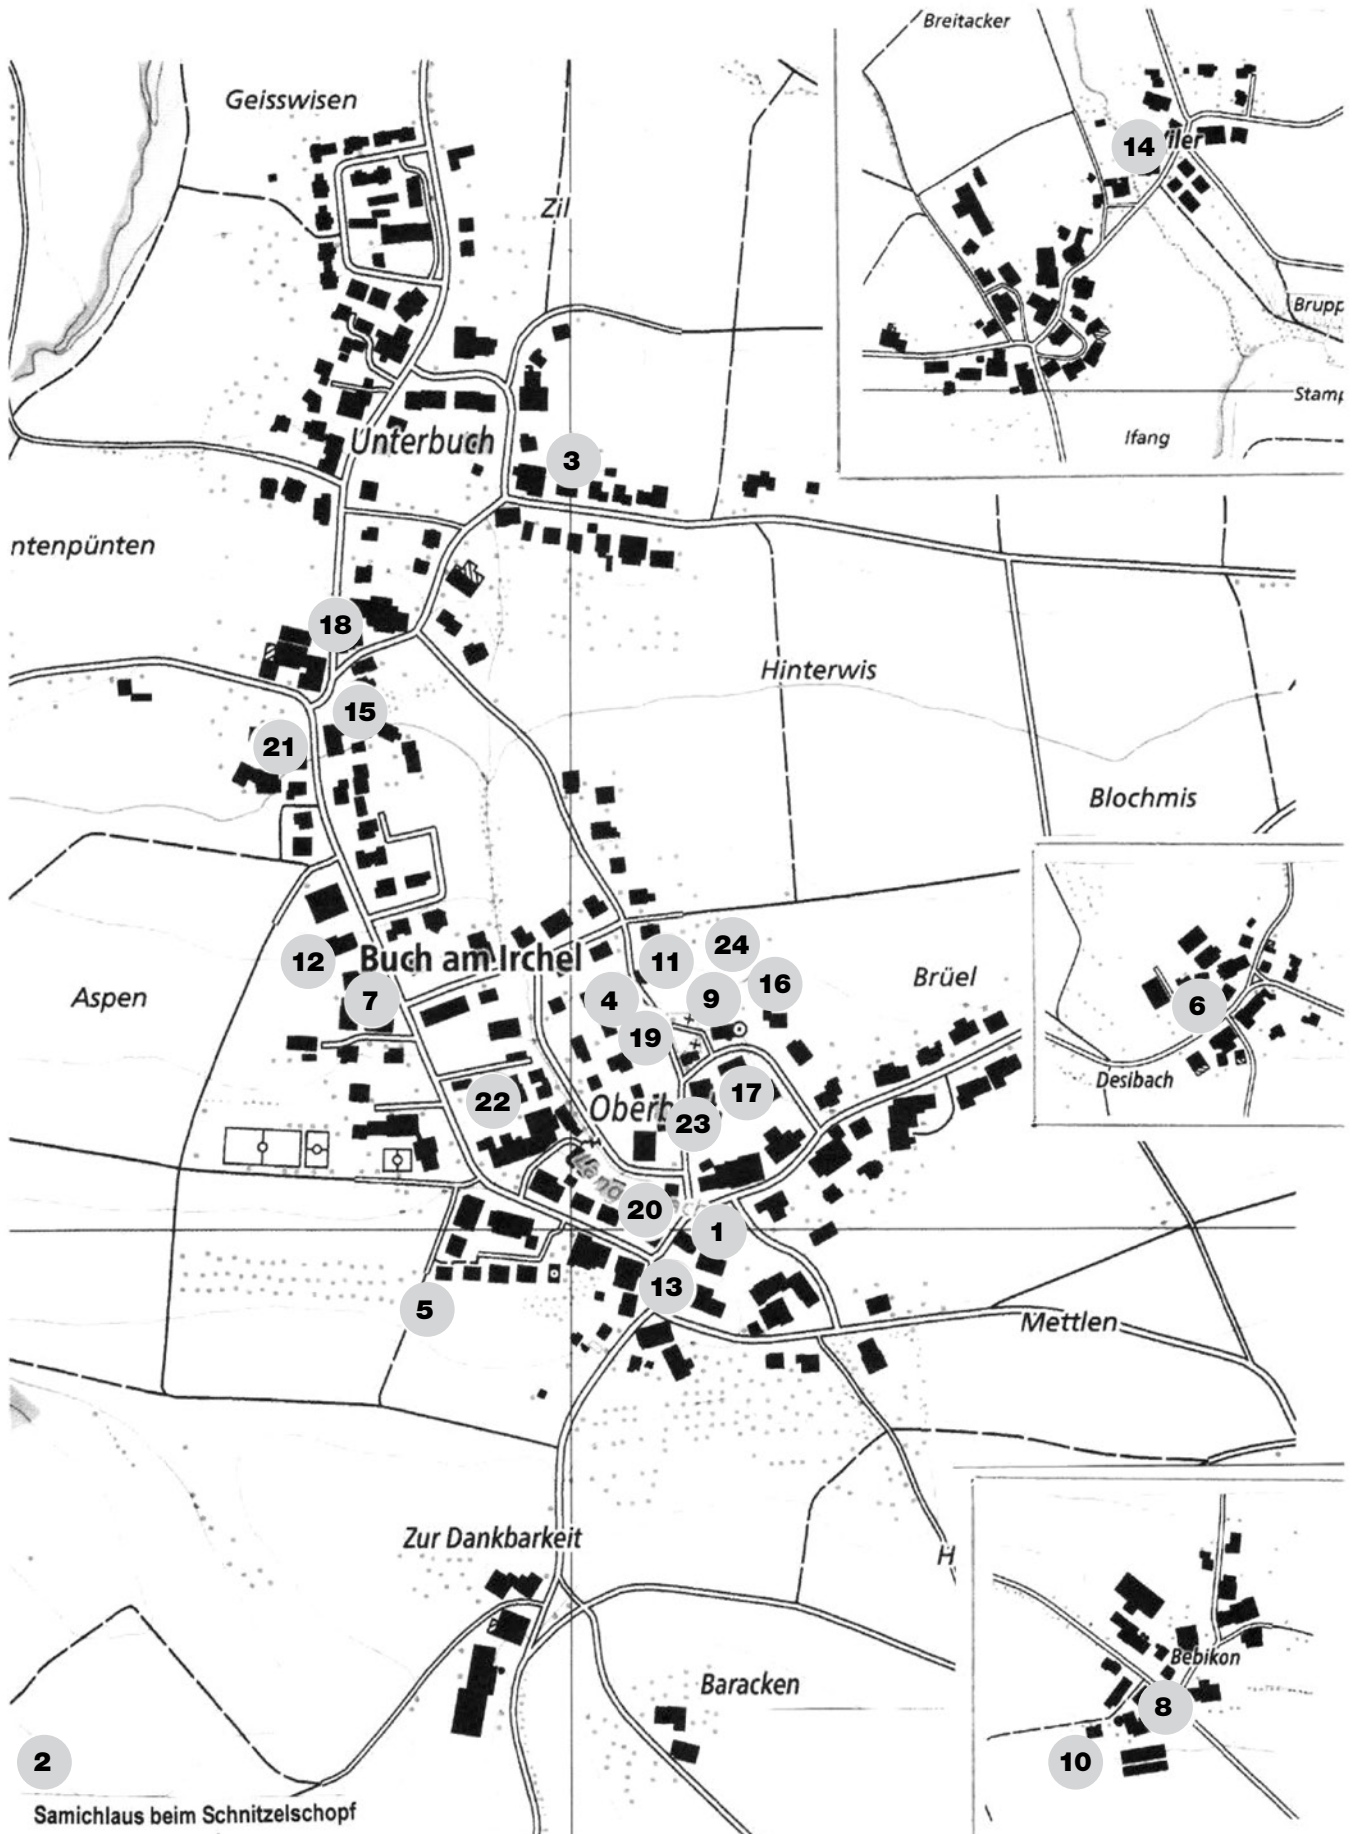 Breitacker
Geisswisen
14
Zil
Brupp
Stamp
Ifang
Unterbuch
3
ntenpünten
18
Hinterwis
15
21
Blochmis
24
12
Buch am Irchel
11
16
Brüel
Aspen
7
4
9
6
19
Desibach
22
17
23
20
1
13
5
Mettlen
Zur Dankbarkeit
H
Bebikon
Baracken
8
2
10
Samichlaus beim Schnitzelschopf